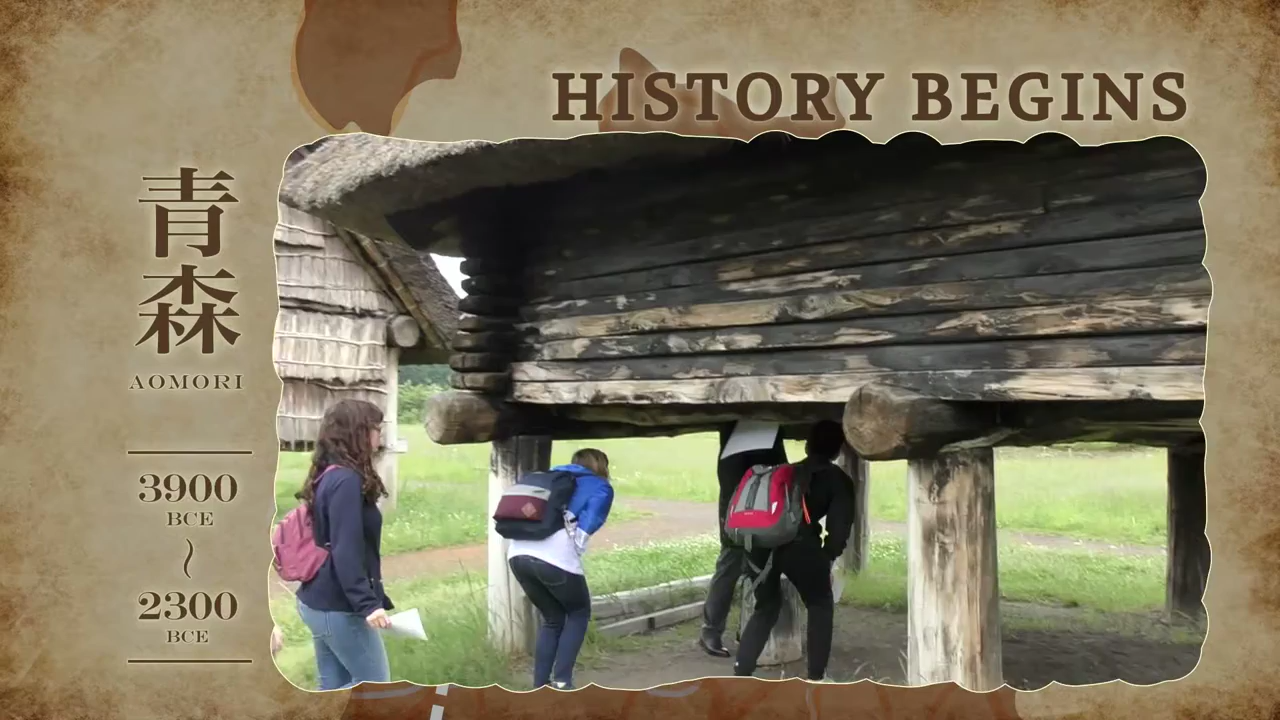 HISTORY BEGINS
青森
AOMORI
3900
BCE
〜
2300
BCE